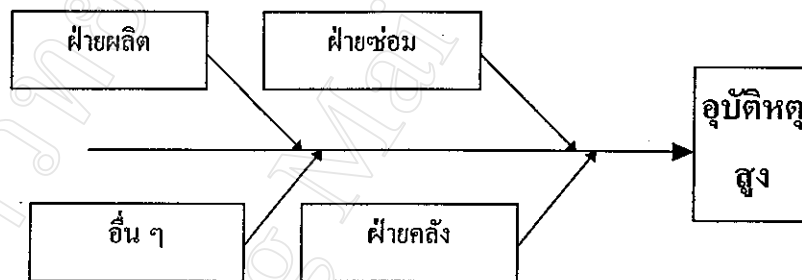 ฝ่ายผลิต
ฝ่ายซ่อม
อุบัติหตุ
สูง
อื่น ๆ
ฝ่ายคลัง